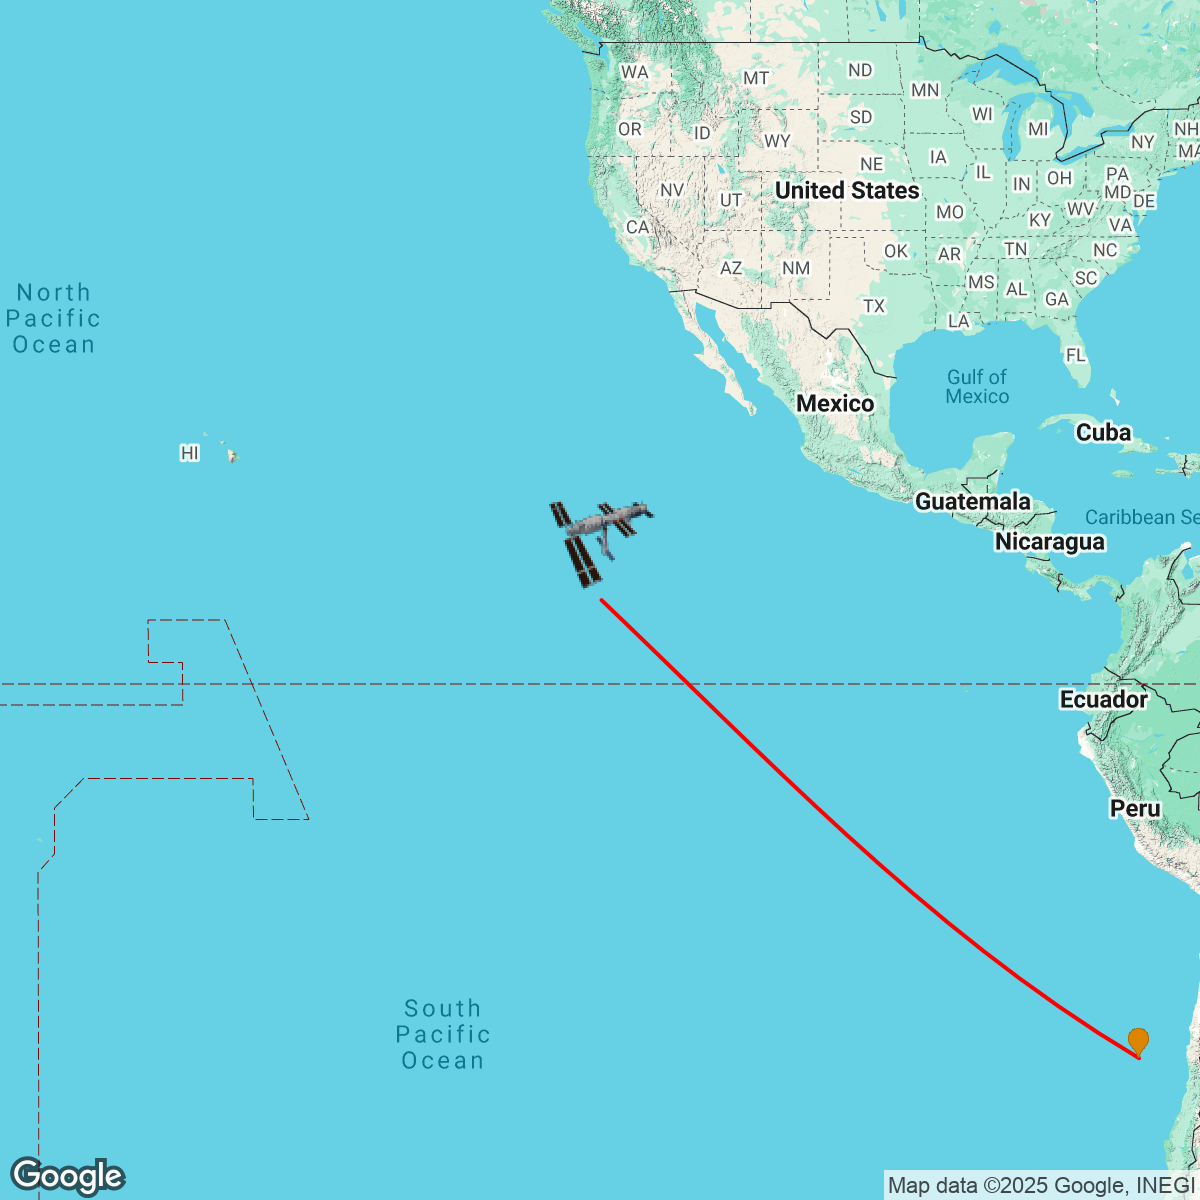 WA
MT
ND
MN
OR
ID
SD
WI
MI
NY
NH
MA
WY
NE
IA
IL
IN
OH
PA
MD
DE
NV
UT
United States
MO
KY
WV
VA
CA
OK
AR
TN
NC
AZ
NM
MS
AL
SC
GA
TX
LA
FL
North
Pacific
Ocean
Gulf of
Mexico
Mexico
Cuba
HI
Guatemala
Caribbean Se
Nicaragua
Ecuador
Peru
South
Pacific
Ocean
Google
Map data ©2025 Google, INEGI